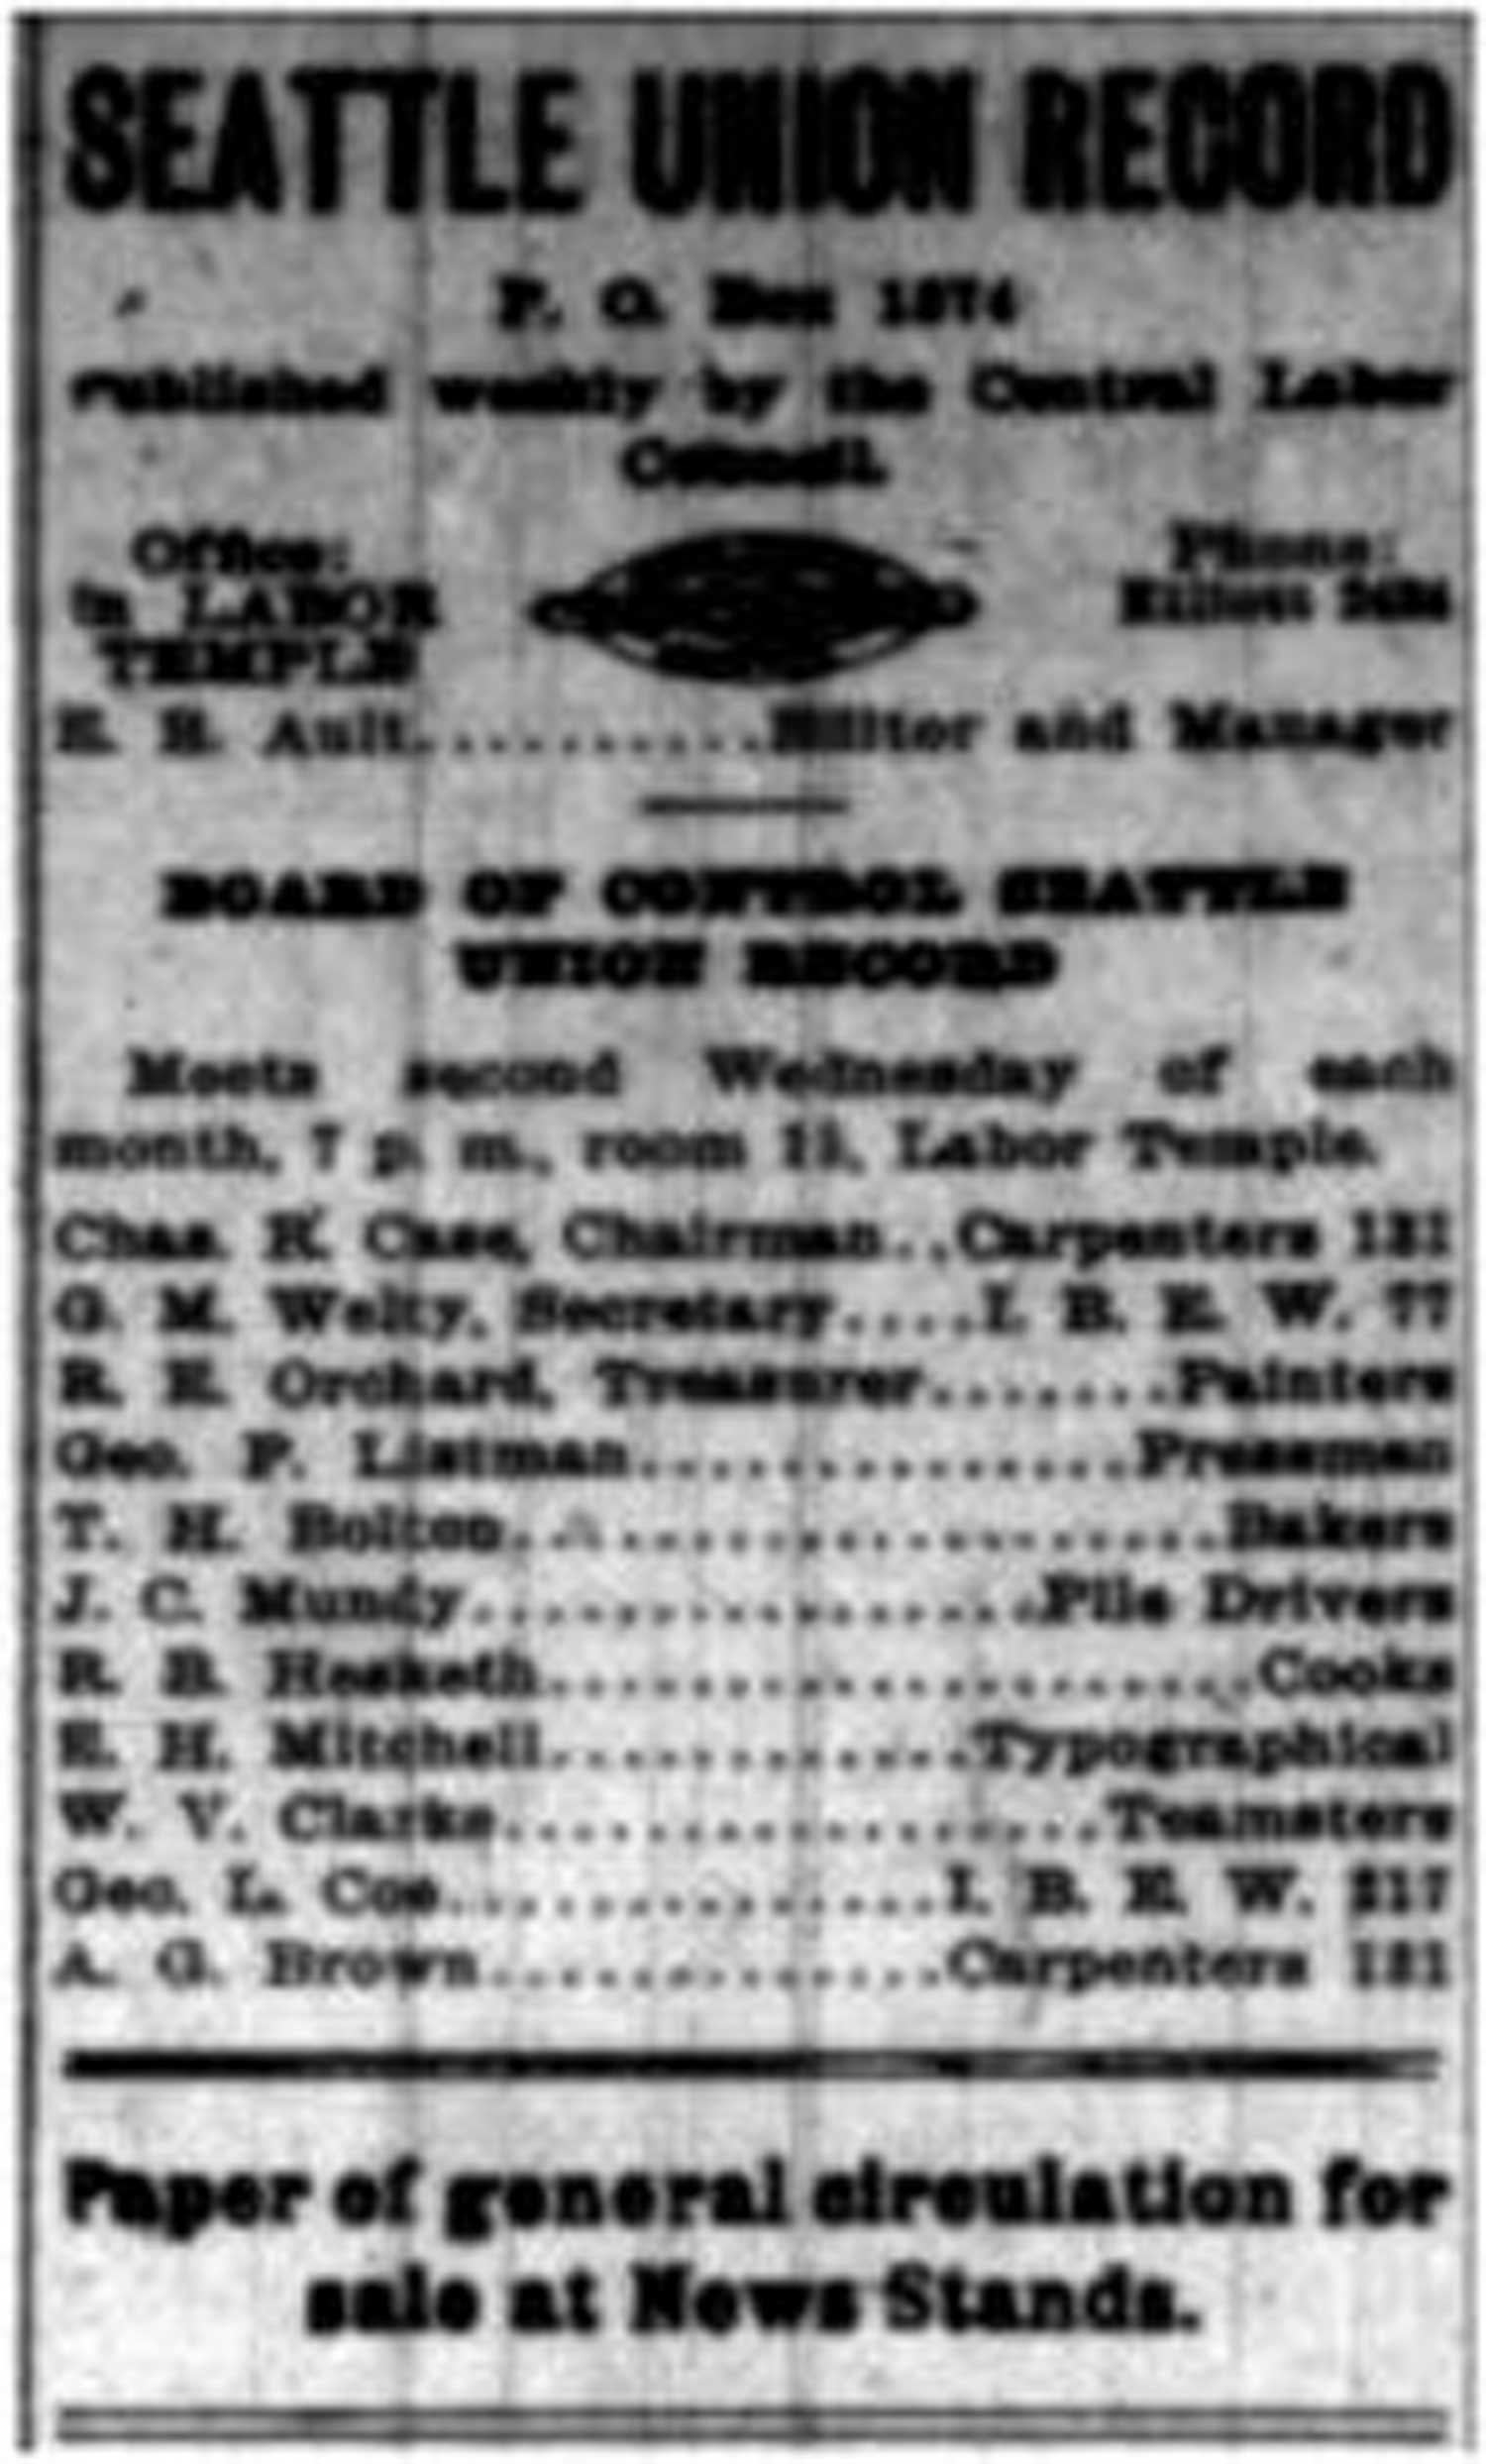 SEATTLE UNION RECORD
P. O. Box 1874
Published weekly by the Central Labor
Council.
Office:
In LABOR
TEMPLE
Phone:
Elliott
E. B. Ault...........Editor and Manager
BOARD OF CONTROL SEATTLE
UNION RECORD
Meets second Wednesday of each
month, 7 p. m., room 15, Labor Temple.
Chas. R. Case, Chairman..Carpenters 131
G. M. Welty, Secretary....I. B. E. W. 77
R. E. Orchard, Treasurer.......Painters
Geo. P. Listman..............Pressmen
T. H. Bolton....................Bakers
J. C. Mundy................Pile Drivers
R. B. Hesketh....................Cooks
E. H. Mitchell............Typographical
W. V. Clarke.................Teamsters
Geo. L. Coe..............I. B. E. W. 217
A. G. Brown.............Carpenters 131
Paper of general circulation for
sale at News Stands.